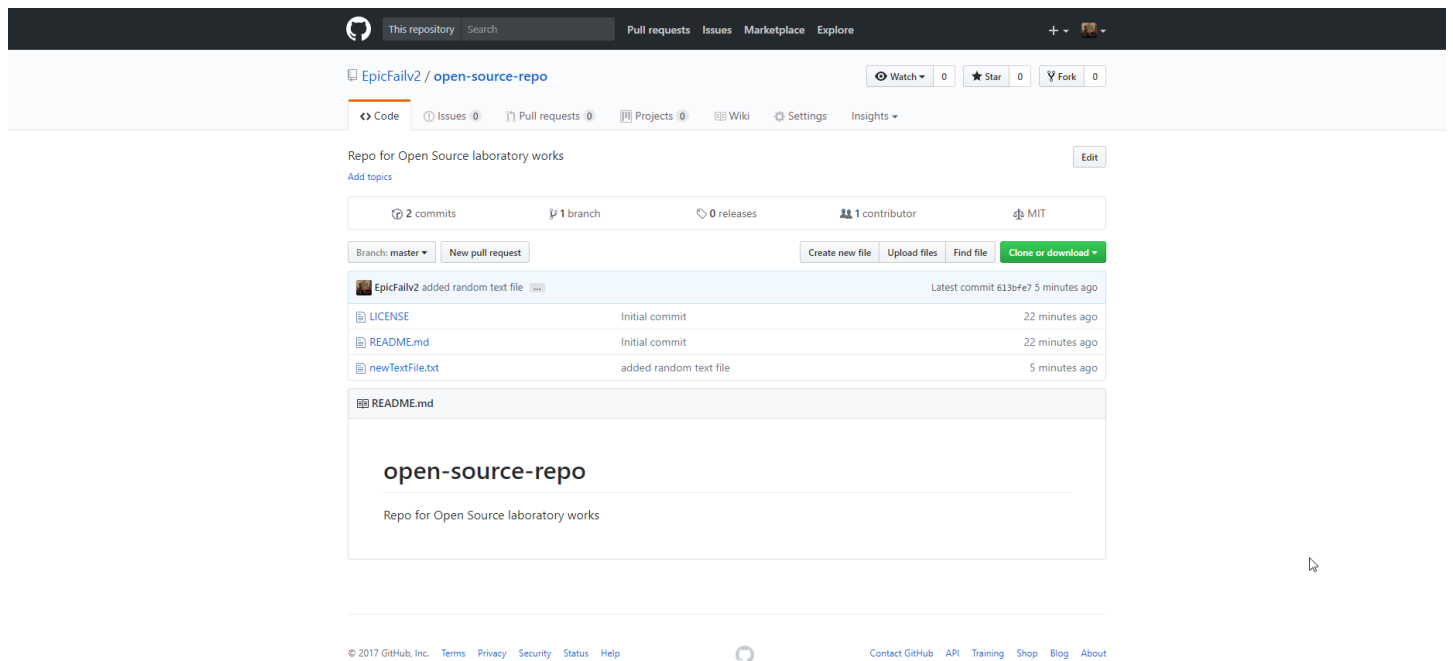 This repository Search Pull requests Issues Marketplace Explore
EpicFailv2 / open-source-repo Watch 0 Star 0 Fork 0
Code Issues 0 Pull requests 0 Projects 0 Wiki Settings Insights
Repo for Open Source laboratory works Edit
Add topics
2 commits 1 branch 0 releases 1 contributor MIT
Branch: master New pull request Create new file Upload files Find file Clone or download
EpicFailv2 added random text file ... Latest commit 613bfe7 5 minutes ago
LICENSE Initial commit 22 minutes ago
README.md Initial commit 22 minutes ago
newTextFile.txt added random text file 5 minutes ago
README.md
open-source-repo
Repo for Open Source laboratory works
© 2017 GitHub, Inc. Terms Privacy Security Status Help Contact GitHub API Training Shop Blog About